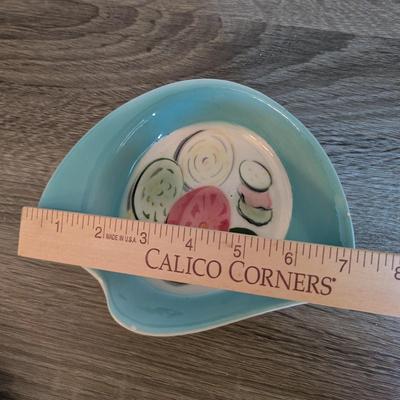 1 2 3 4 5 6 7 8
MADE IN U.S.A.
CALICO CORNERS®